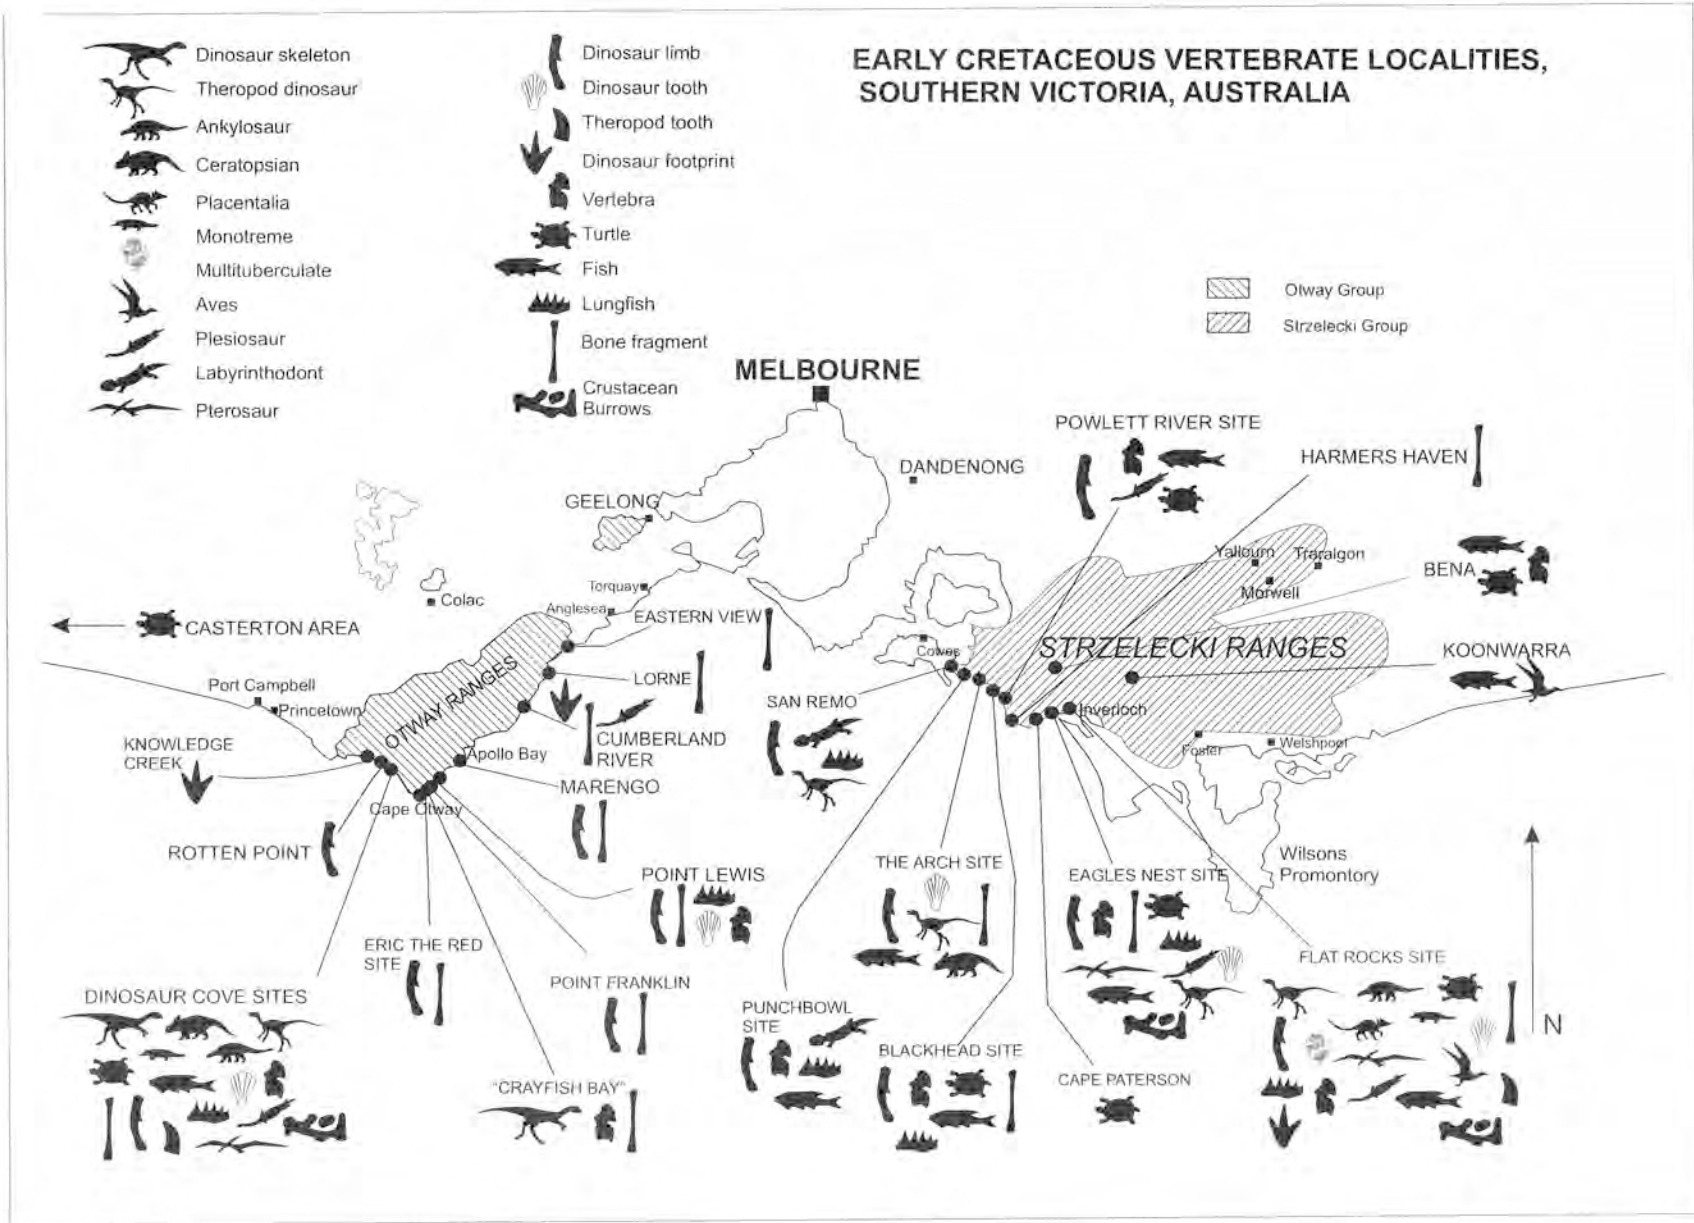 EARLY CRETACEOUS VERTEBRATE LOCALITIES,
SOUTHERN VICTORIA, AUSTRALIA
Dinosaur skeleton
Theropod dinosaur
Ankylosaur
Ceratopsian
Placentalia
Monotreme
Multituberculate
Aves
Plesiosaur
Labyrinthodont
Pterosaur
Dinosaur limb
Dinosaur tooth
Theropod tooth
Dinosaur footprint
Vertebra
Turtle
Fish
Lungfish
Bone fragment
Crustacean
Burrows
Otway Group
Strzelecki Group
MELBOURNE
DANDENONG
GEELONG
POWLETT RIVER SITE
HARMERS HAVEN
Yallourn
Traralgon
Morwell
BENA
Torquay
Anglesea
Colac
EASTERN VIEW
CASTERTON AREA
OTWAY RANGES
LORNE
Cowes
STRZELECKI RANGES
KOONWARRA
Port Campbell
Princetown
SAN REMO
Inverloch
KNOWLEDGE
CREEK
Apollo Bay
CUMBERLAND
RIVER
Foster
Welshpool
MARENGO
Cape Otway
ROTTEN POINT
POINT LEWIS
THE ARCH SITE
EAGLES NEST SITE
Wilsons
Promontory
ERIC THE RED
SITE
POINT FRANKLIN
FLAT ROCKS SITE
DINOSAUR COVE SITES
PUNCHBOWL
SITE
N
BLACKHEAD SITE
"CRAYFISH BAY"
CAPE PATERSON